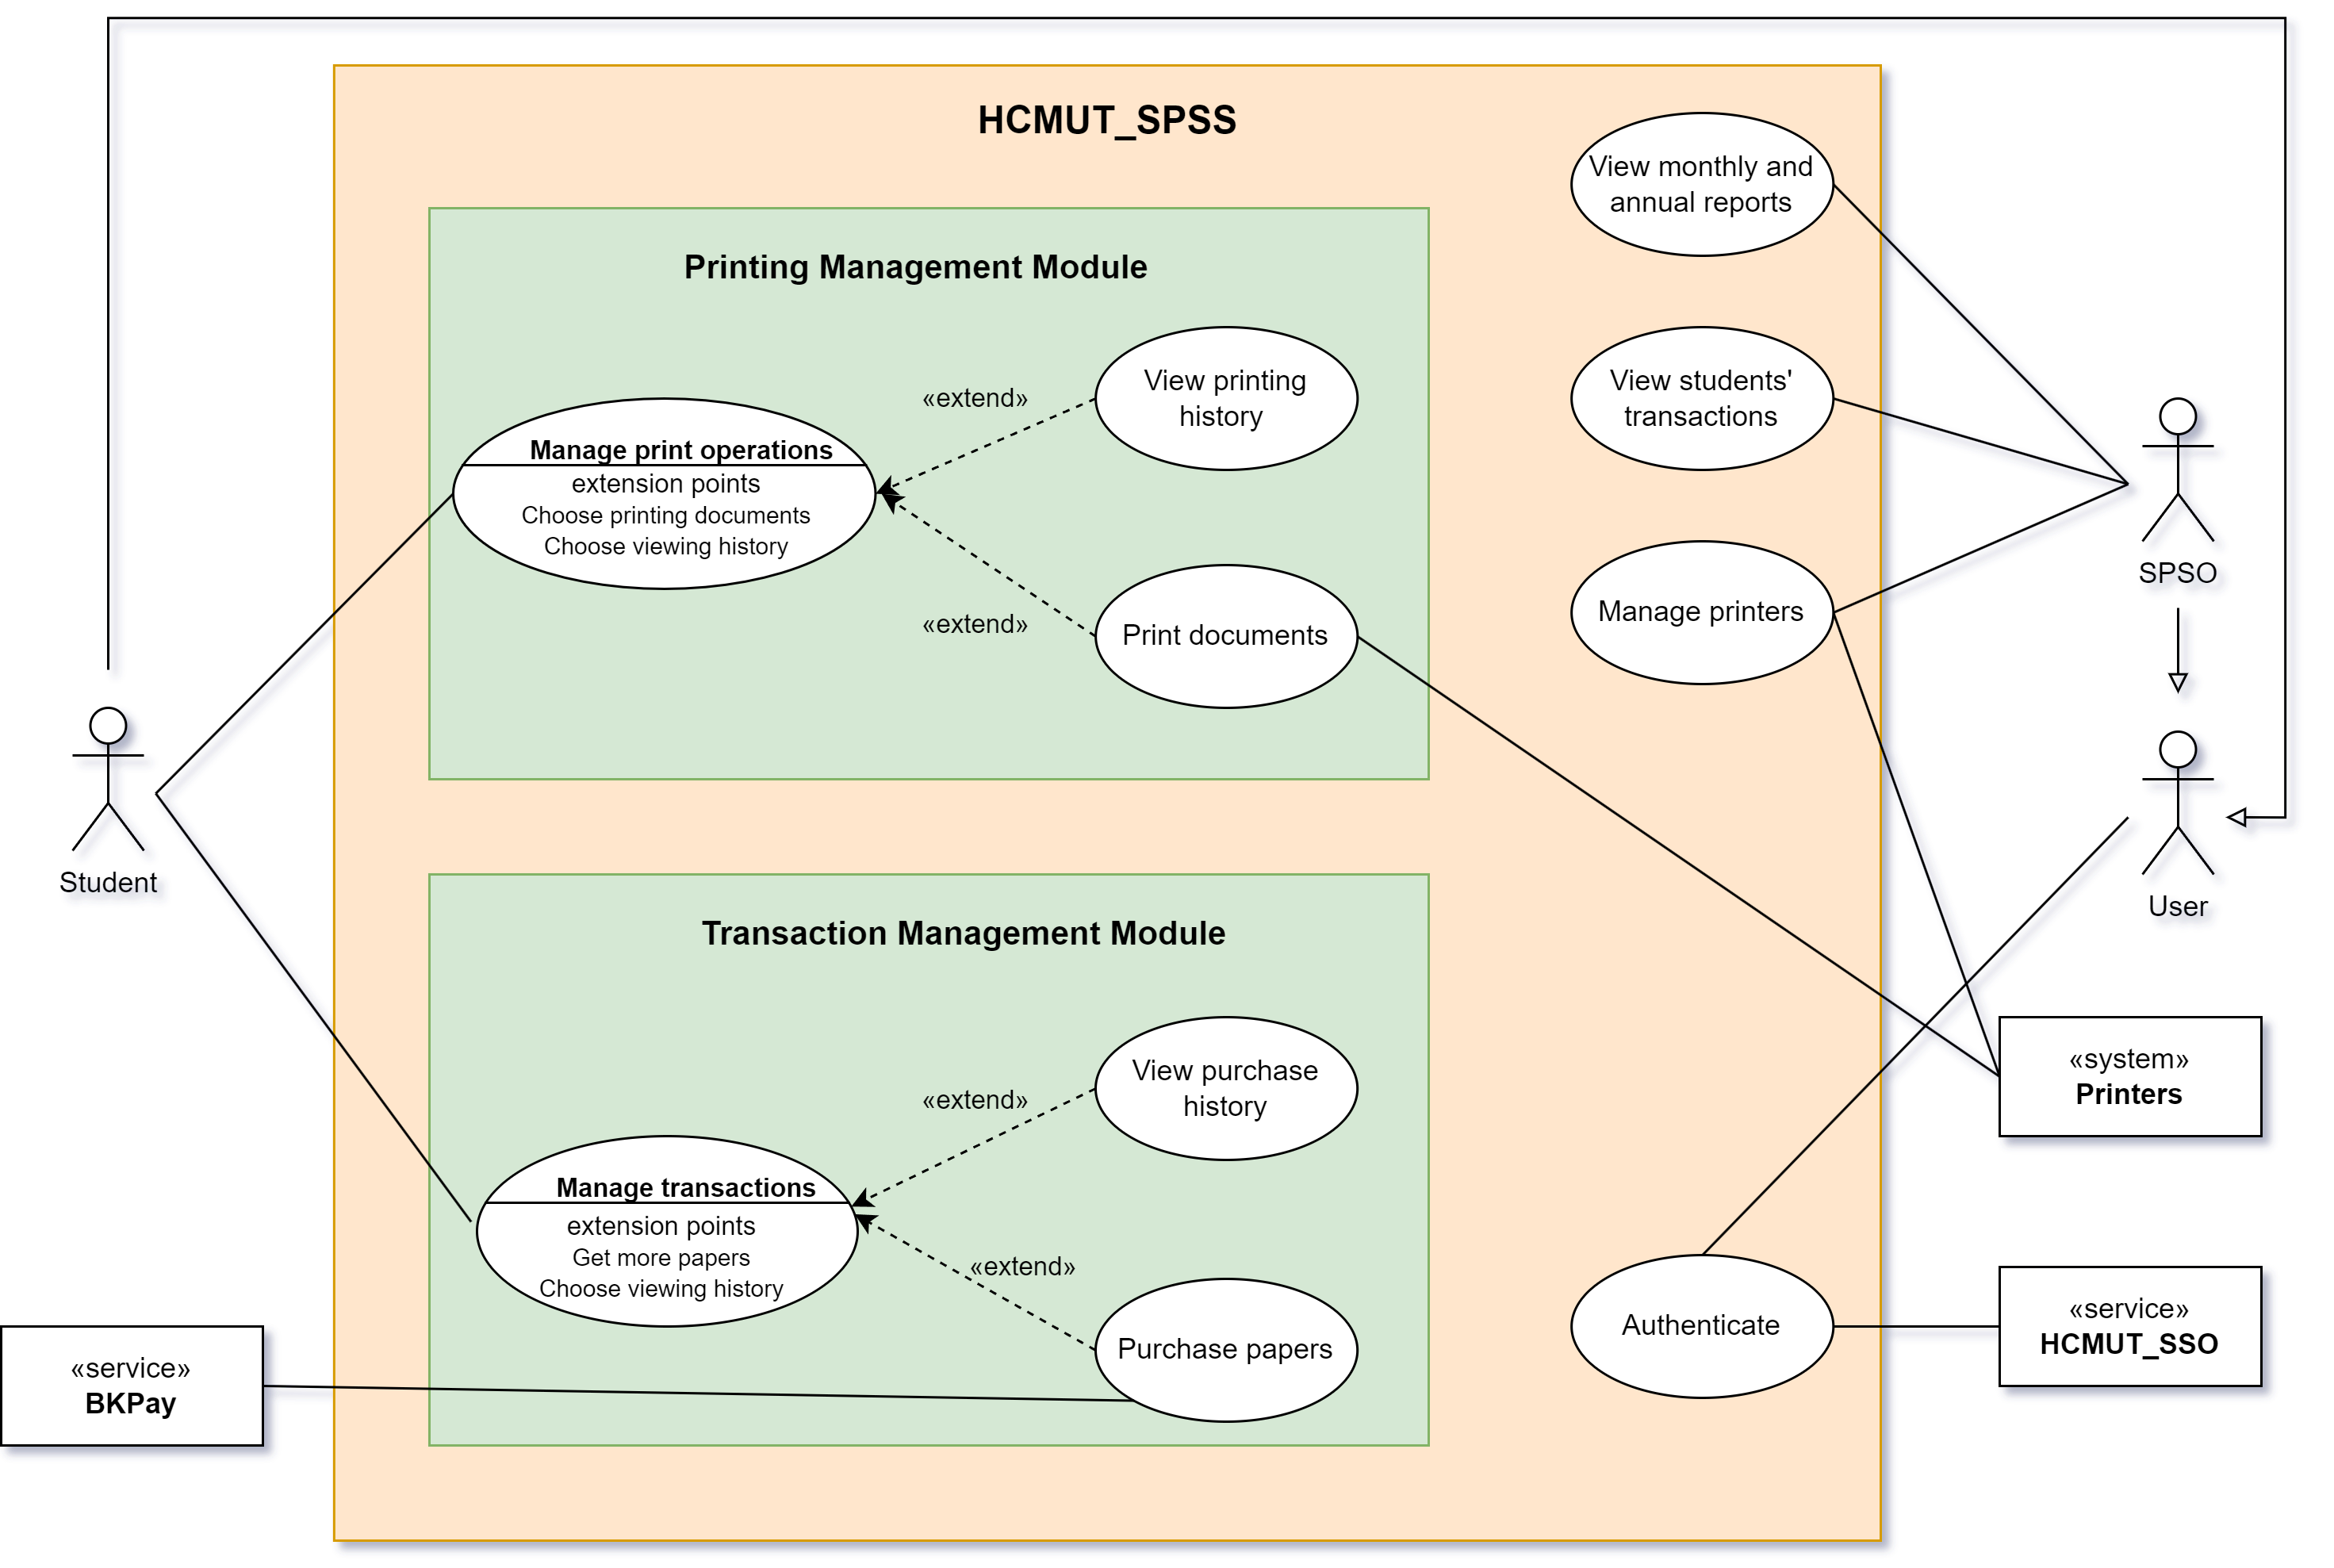 HCMUT_SPSS
View monthly and
annual reports
Printing Management Module
View printing
history
«extend»
View students'
transactions
Manage print operations
extension points
Choose printing documents
Choose viewing history
SPSO
«extend»
Print documents
Manage printers
Student
User
Transaction Management Module
View purchase
history
«extend»
«system»
Printers
Manage transactions
extension points
Get more papers
Choose viewing history
«extend»
Purchase papers
Authenticate
«service»
HCMUT_SSO
«service»
BKPay